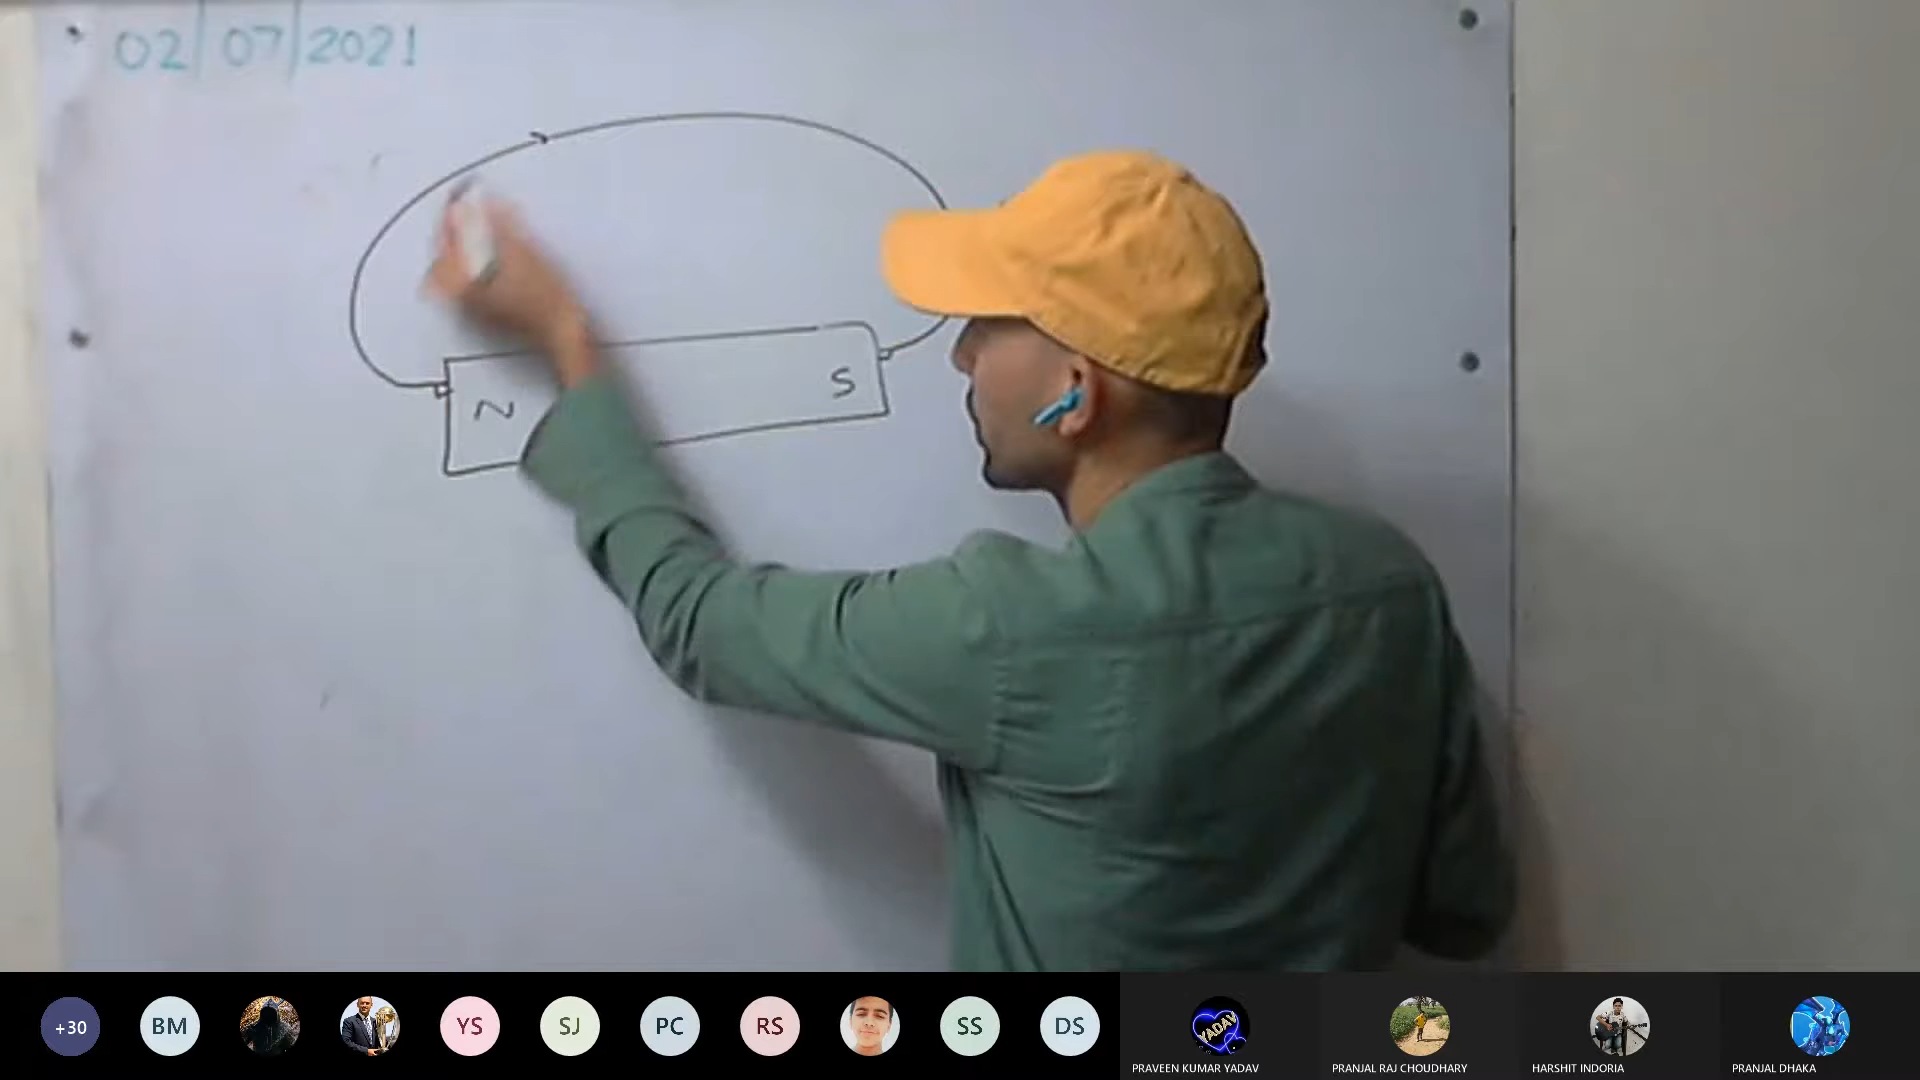 02/07/2021
N
S
+30
BM
YS
SJ
PC
RS
SS
DS
YADAV
PRAVEEN KUMAR YADAV
PRANJAL RAJ CHOUDHARY
HARSHIT INDORIA
PRANJAL DHAKA